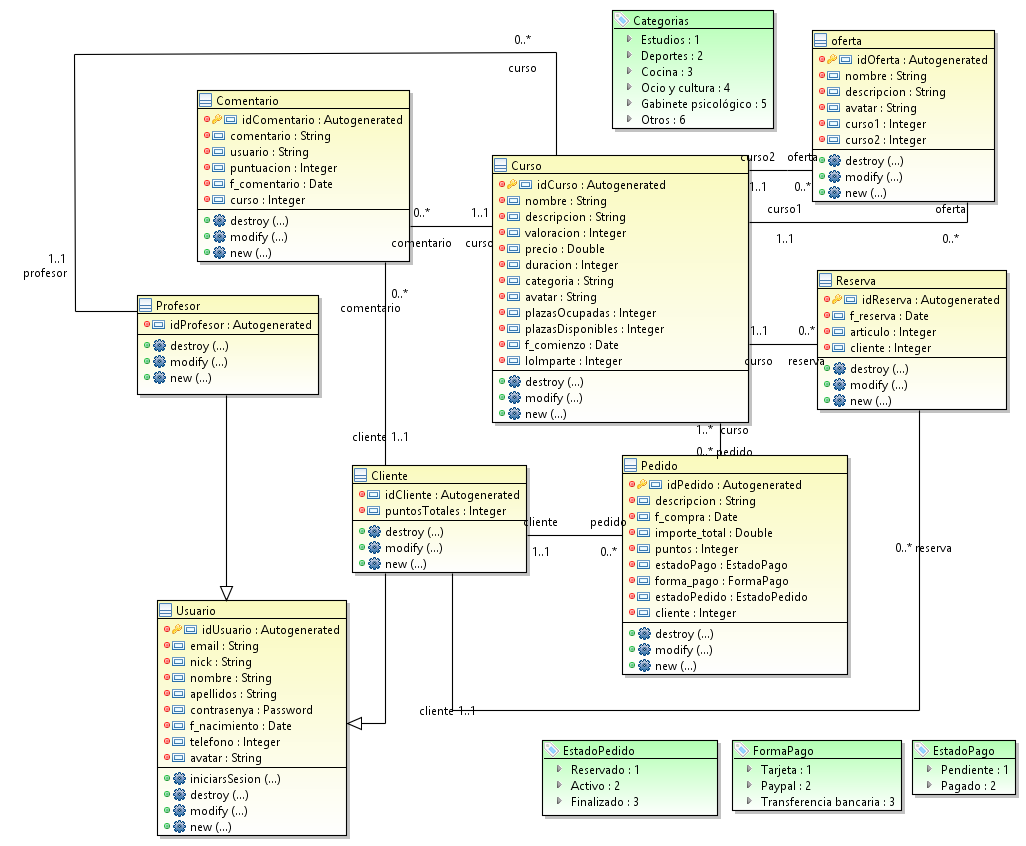 0..*
curso
1..1
profesor
Comentario
idComentario : Autogenerated
comentario : String
usuario : String
puntuacion : Integer
f_comentario : Date
curso : Integer
destroy (...)
modify (...)
new (...)
Categorias
Estudios : 1
Deportes : 2
Cocina : 3
Ocio y cultura : 4
Gabinete psicológico : 5
Otros : 6
oferta
idOferta : Autogenerated
nombre : String
descripcion : String
avatar : String
curso1 : Integer
curso2 : Integer
destroy (...)
modify (...)
new (...)
Curso
idCurso : Autogenerated
nombre : String
descripcion : String
valoracion : Integer
precio : Double
duracion : Integer
categoria : String
avatar : String
plazasOcupadas : Integer
plazasDisponibles : Integer
f_comienzo : Date
loImparte : Integer
destroy (...)
modify (...)
new (...)
curso2 oferta
1..1 0..*
curso1 oferta
1..1 0..*
0..* 1..1
comentario curso
0..*
comentario
cliente 1..1
Profesor
idProfesor : Autogenerated
destroy (...)
modify (...)
new (...)
Reserva
idReserva : Autogenerated
f_reserva : Date
articulo : Integer
cliente : Integer
destroy (...)
modify (...)
new (...)
1..1 0..*
curso reserva
1..* curso
0..* pedido
Cliente
idCliente : Autogenerated
puntosTotales : Integer
destroy (...)
modify (...)
new (...)
cliente pedido
1..1 0..*
Pedido
idPedido : Autogenerated
descripcion : String
f_compra : Date
importe_total : Double
puntos : Integer
estadoPago : EstadoPago
forma_pago : FormaPago
estadoPedido : EstadoPedido
cliente : Integer
destroy (...)
modify (...)
new (...)
0..* reserva
cliente 1..1
Usuario
idUsuario : Autogenerated
email : String
nick : String
nombre : String
apellidos : String
contrasenya : Password
f_nacimiento : Date
telefono : Integer
avatar : String
iniciarsSesion (...)
destroy (...)
modify (...)
new (...)
EstadoPedido
Reservado : 1
Activo : 2
Finalizado : 3
FormaPago
Tarjeta : 1
Paypal : 2
Transferencia bancaria : 3
EstadoPago
Pendiente : 1
Pagado : 2